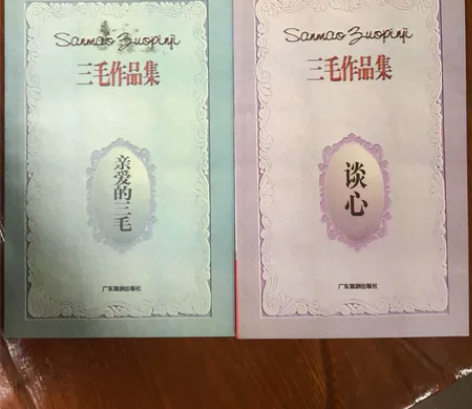 Sanmao Zuopinji
三毛作品集
亲爱的三毛
广东旅游出版社
Sanmao Zuopinji
三毛作品集
谈心
广东旅游出版社